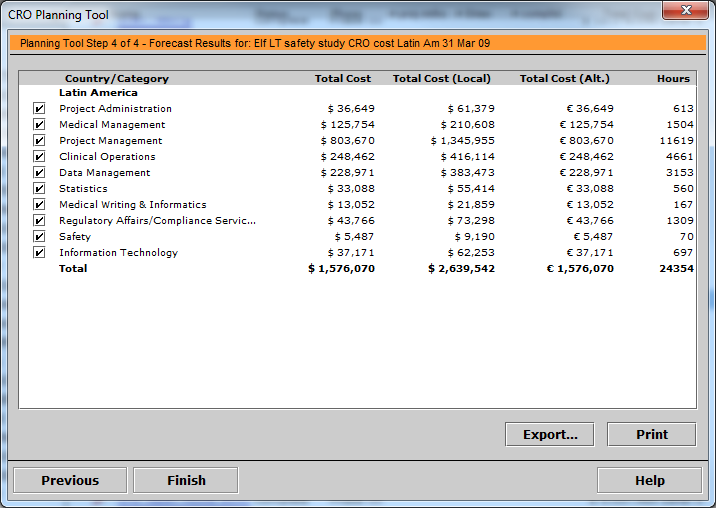 CRO Planning Tool
Planning Tool Step 4 of 4 - Forecast Results for: Elf LT safety study CRO cost Latin Am 31 Mar 09
Country/Category Total Cost Total Cost (Local) Total Cost (Alt.) Hours
Latin America
Project Administration $ 36,649 $ 61,379 € 36,649 613
Medical Management $ 125,754 $ 210,608 € 125,754 1504
Project Management $ 803,670 $ 1,345,955 € 803,670 11619
Clinical Operations $ 248,462 $ 416,114 € 248,462 4661
Data Management $ 228,971 $ 383,473 € 228,971 3153
Statistics $ 33,088 $ 55,414 € 33,088 560
Medical Writing & Informatics $ 13,052 $ 21,859 € 13,052 167
Regulatory Affairs/Compliance Servic... $ 43,766 $ 73,298 € 43,766 1309
Safety $ 5,487 $ 9,190 € 5,487 70
Information Technology $ 37,171 $ 62,253 € 37,171 697
Total $ 1,576,070 $ 2,639,542 € 1,576,070 24354
Export... Print
Previous Finish Help